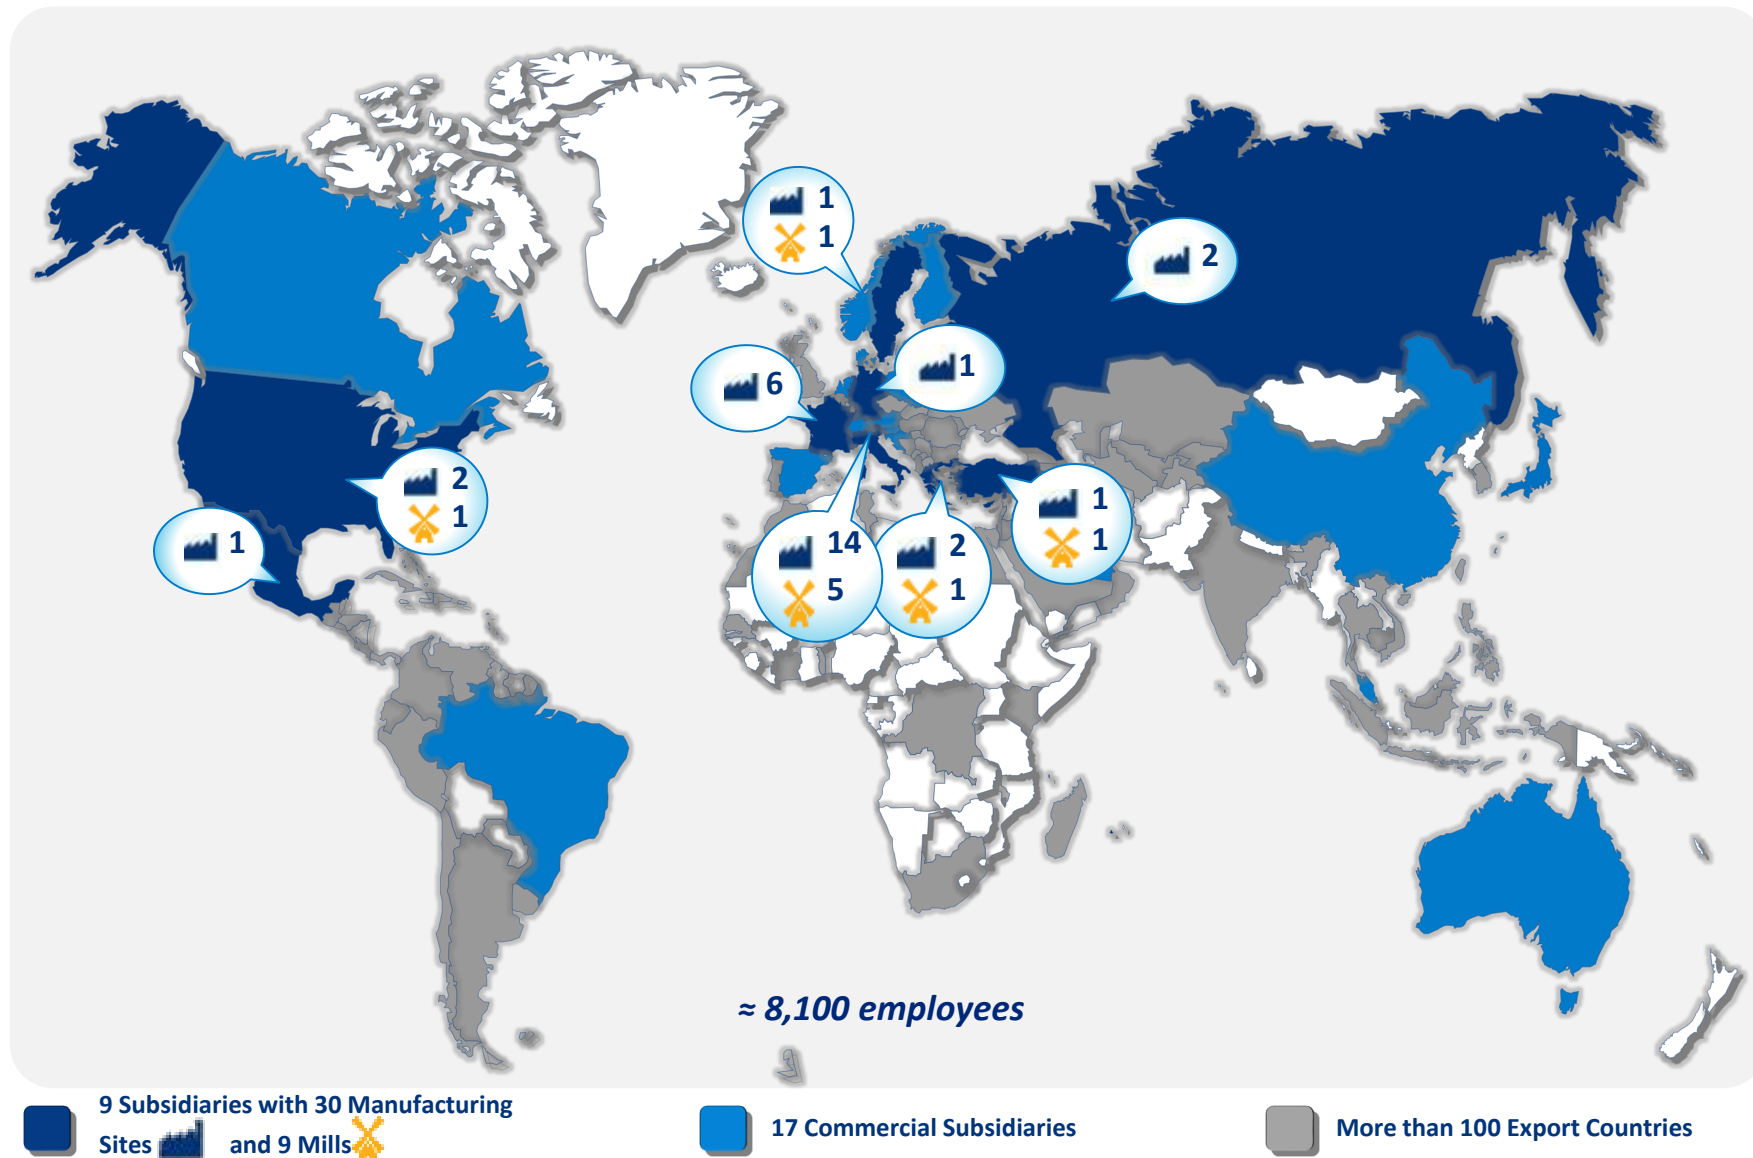 1
1
2
1
6
2
1
1
1
1
14
5
2
1
≈ 8,100 employees
9 Subsidiaries with 30 Manufacturing
Sites and 9 Mills
17 Commercial Subsidiaries
More than 100 Export Countries